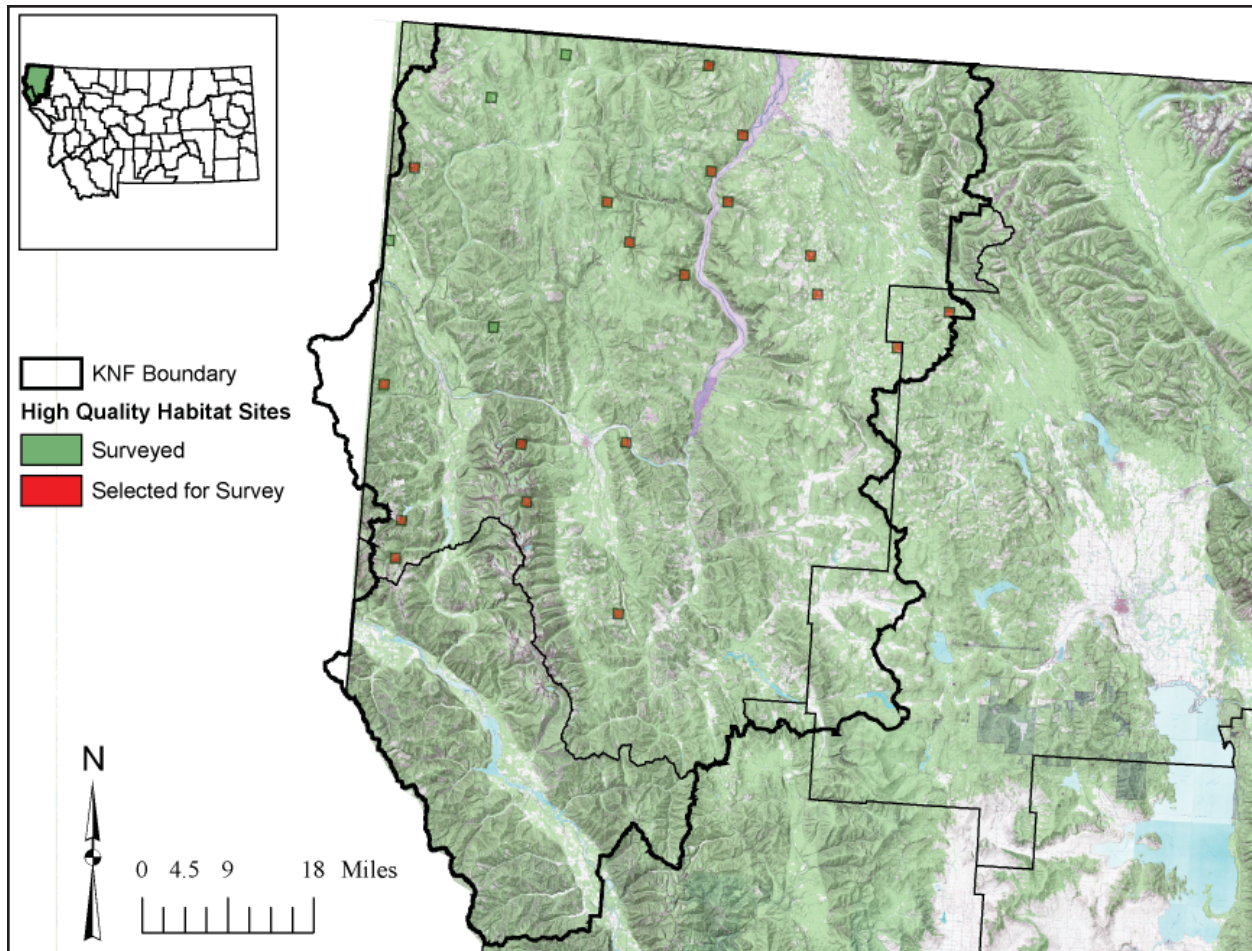 KNF Boundary
High Quality Habitat Sites
Surveyed
Selected for Survey
N
0 4.5 9 18 Miles